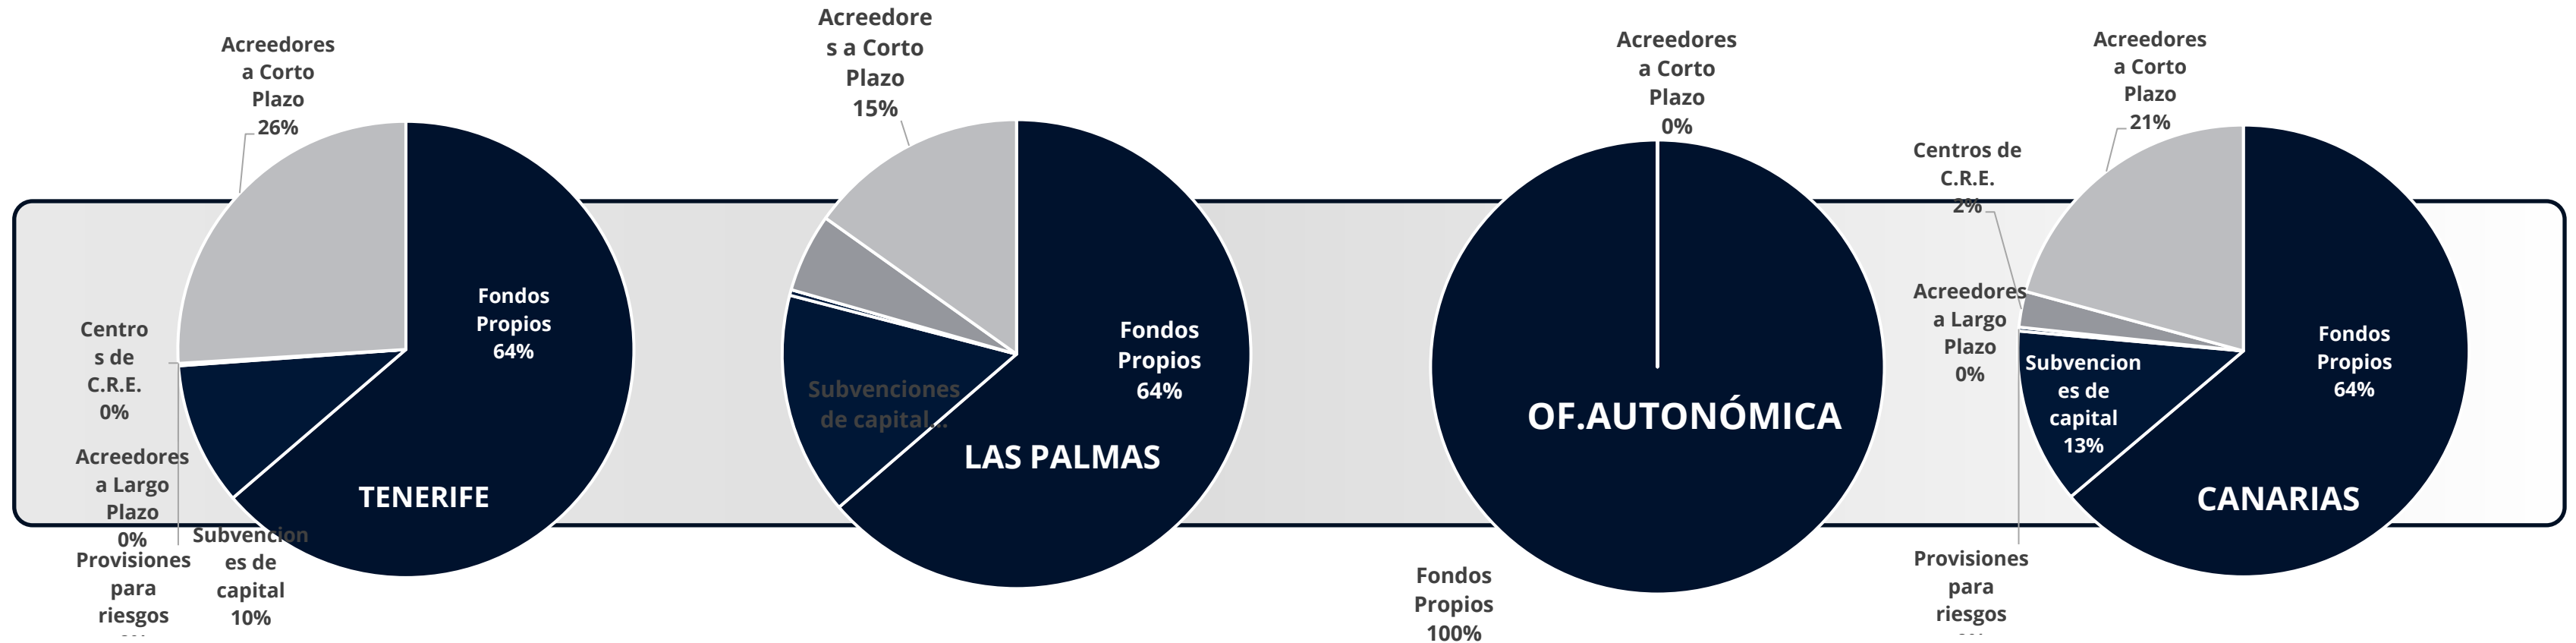 Acreedores
a Corto
Plazo
26%
Fondos
Propios
64%
Centro
s de
C.R.E.
0%
Acreedores
a Largo
Plazo
0%
Provisiones
para
riesgos
Subvencion
es de
capital
10%
TENERIFE
Acreedore
s a Corto
Plazo
15%
Fondos
Propios
64%
Subvenciones
de capital...
LAS PALMAS
Acreedores
a Corto
Plazo
0%
OF.AUTONÓMICA
Fondos
Propios
100%
Acreedores
a Corto
Plazo
21%
Centros de
C.R.E.
2%
Acreedores
a Largo
Plazo
0%
Subvencion
es de
capital
13%
Fondos
Propios
64%
CANARIAS
Provisiones
para
riesgos